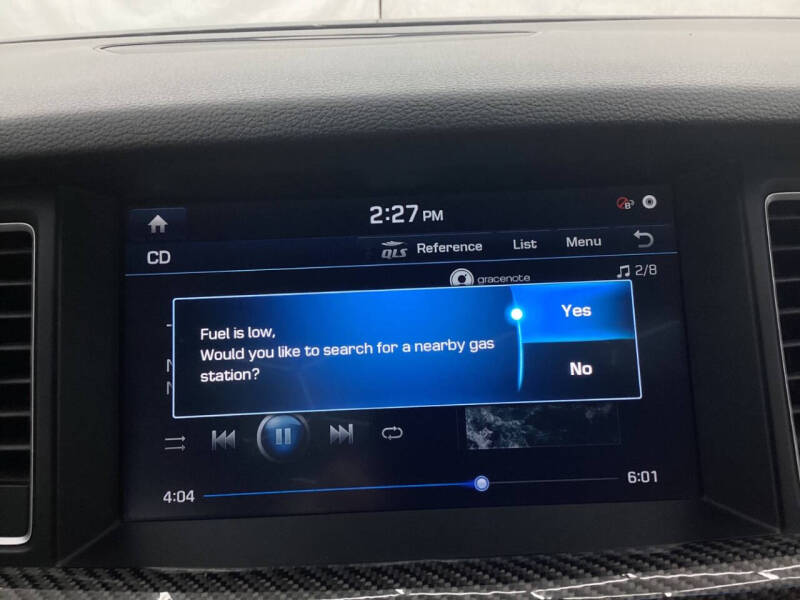 2:27 PM
CD
QLS Reference List Menu
gracenote
2/8
Fuel is low,
Would you like to search for a nearby gas
station?
Yes
No
4:04
6:01